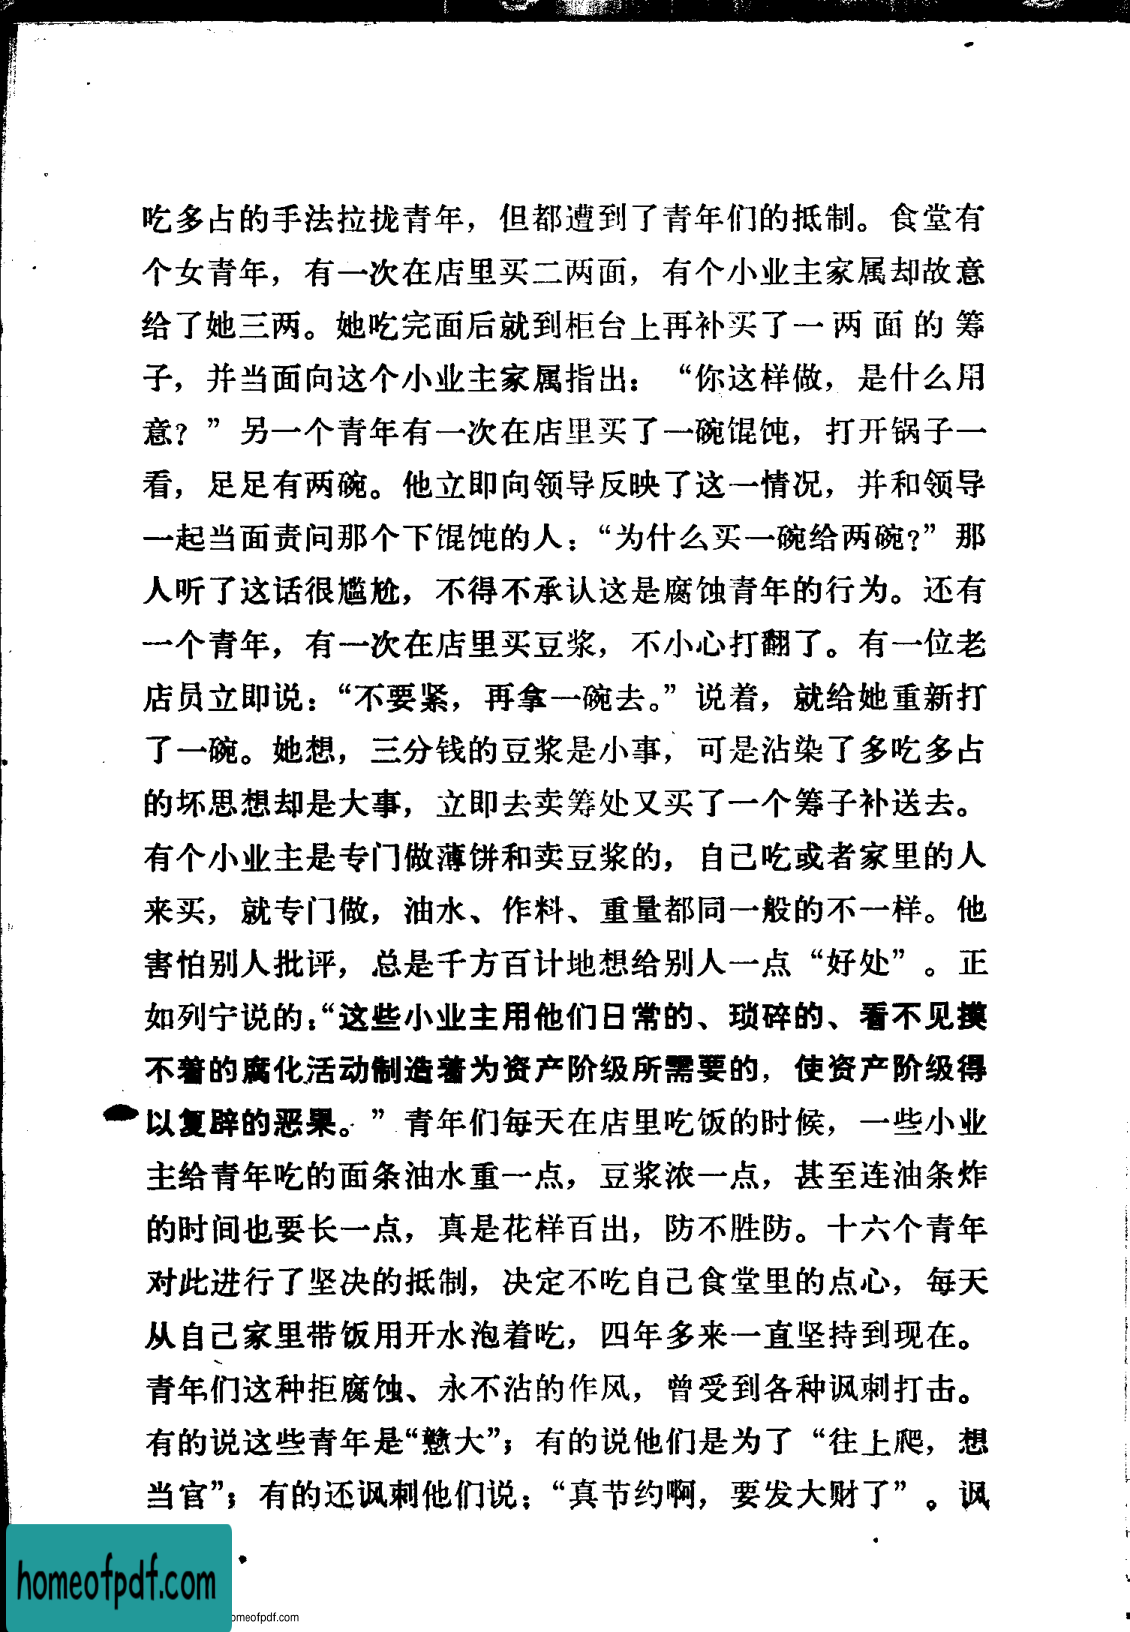 吃多占的手法拉拢青年，但都遭到了青年们的抵制。食堂有
个女青年，有一次在店里买二两面，有个小业主家属却故意
给了她三两。她吃完面后就到柜台上再补买了一两面的筹
子，并当面向这个小业主家属指出：“你这样做，是什么用
意？”另一个青年有一次在店里买了一碗馄饨，打开锅子一
看，足足有两碗。他立即向领导反映了这一情况，并和领导
一起当面责问那个下馄饨的人：“为什么买一碗给两碗？”那
人听了这话很尴尬，不得不承认这是腐蚀青年的行为。还有
一个青年，有一次在店里买豆浆，不小心打翻了。有一位老
店员立即说：“不要紧，再拿一碗去。”说着，就给她重新打
了一碗。她想，三分钱的豆浆是小事，可是沾染了多吃多占
的坏思想却是大事，立即去卖筹处又买了一个筹子补送去。
有个小业主是专门做薄饼和卖豆浆的，自己吃或者家里的人
来买，就专门做，油水、作料、重量都同一般的不一样。他
害怕别人批评，总是千方百计地想给别人一点“好处”。正
如列宁说的：“这些小业主用他们日常的、琐碎的、看不见摸
不着的腐化活动制造着为资产阶级所需要的，使资产阶级得
以复辟的恶果。”青年们每天在店里吃饭的时候，一些小业
主给青年吃的面条油水重一点，豆浆浓一点，甚至连油条炸
的时间也要长一点，真是花样百出，防不胜防。十六个青年
对此进行了坚决的抵制，决定不吃自己食堂里的点心，每天
从自己家里带饭用开水泡着吃，四年多来一直坚持到现在。
青年们这种拒腐蚀、永不沾的作风，曾受到各种讽刺打击。
有的说这些青年是“戆大”；有的说他们是为了“往上爬，想
当官”；有的还讽刺他们说：“真节约啊，要发大财了”。讽
homeofpdf.com
omeofpdf.com